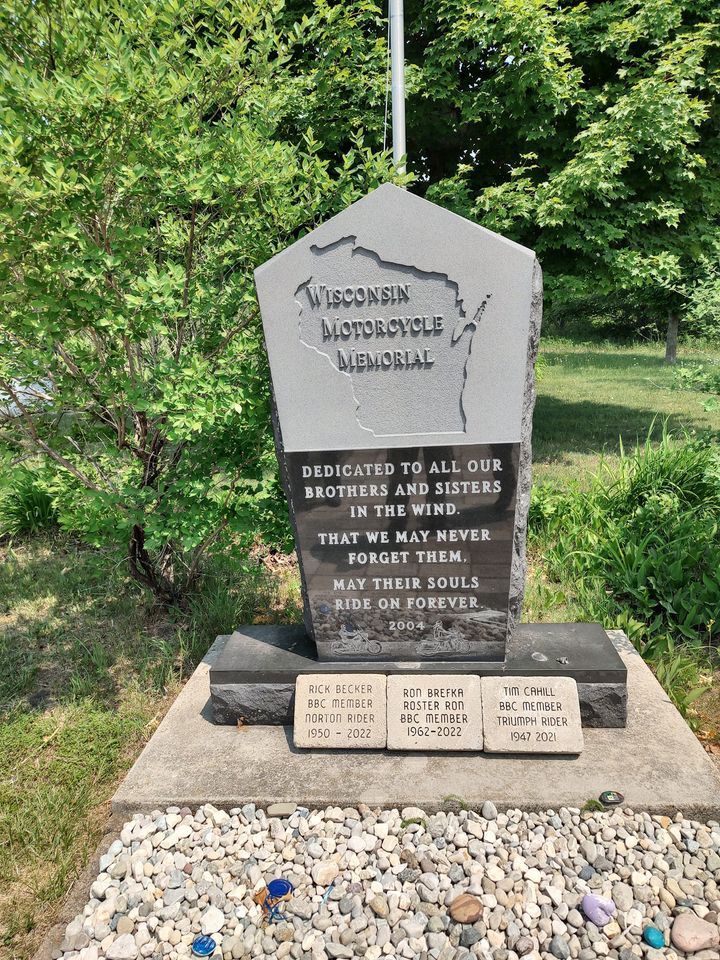 Wisconsin
Motorcycle
Memorial
DEDICATED TO ALL OUR
BROTHERS AND SISTERS
IN THE WIND.
THAT WE MAY NEVER
FORGET THEM,
MAY THEIR SOULS
RIDE ON FOREVER.
2004
RICK BECKER
BBC MEMBER
NORTON RIDER
1950 - 2022
RON BREFKA
ROSTER RON
BBC MEMBER
1962-2022
TIM CAHILL
BBC MEMBER
TRIUMPH RIDER
1947 2021